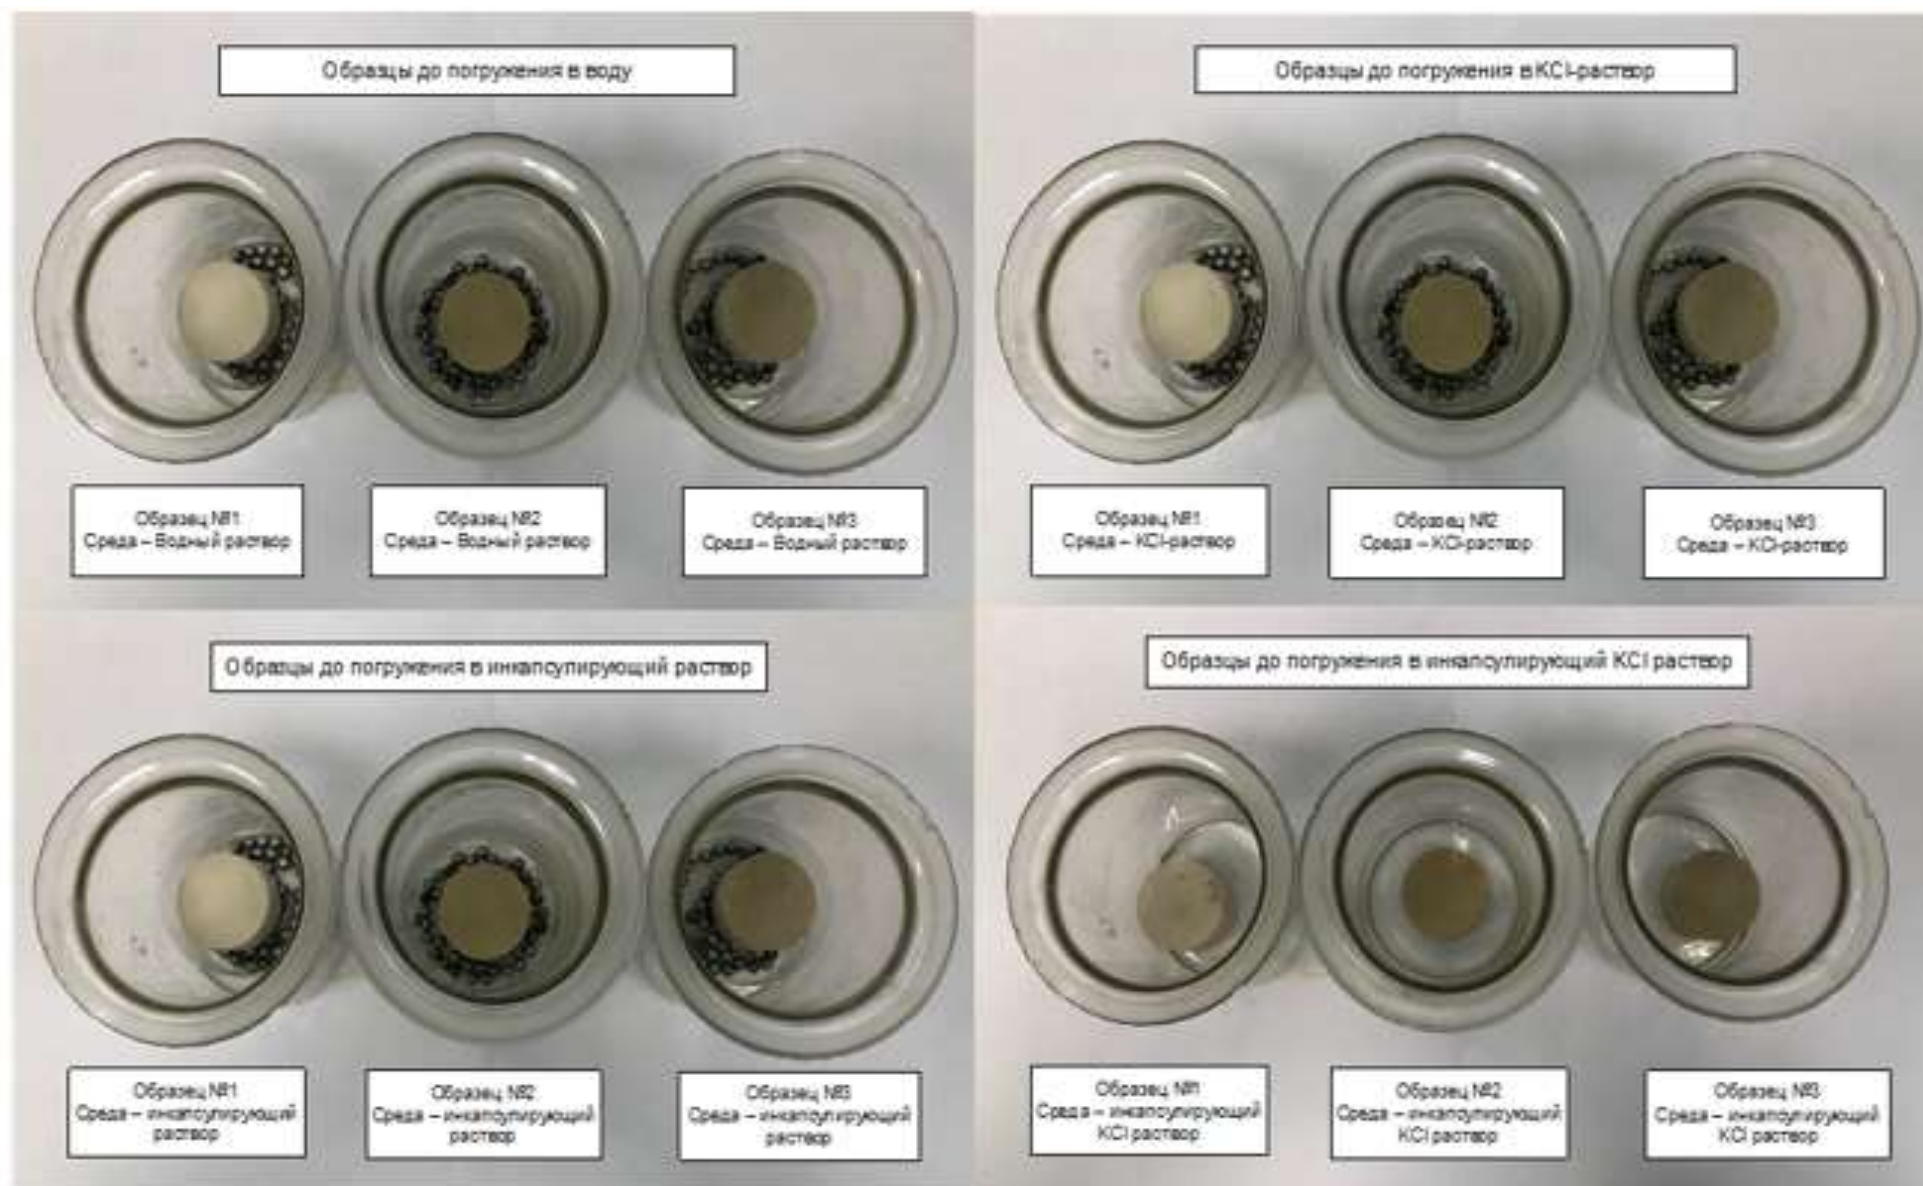 Образцы до погружения в воду
Образцы до погружения в KCl-раствор
Образец №1
Среда – Водный раствор
Образец №2
Среда – Водный раствор
Образец №3
Среда – Водный раствор
Образец №1
Среда – KCl-раствор
Образец №2
Среда – KCl-раствор
Образец №3
Среда – KCl-раствор
Образцы до погружения в инкапсулирующий раствор
Образцы до погружения в инкапсулирующий KCl раствор
Образец №1
Среда – инкапсулирующий
раствор
Образец №2
Среда – инкапсулирующий
раствор
Образец №3
Среда – инкапсулирующий
раствор
Образец №1
Среда – инкапсулирующий
KCl раствор
Образец №2
Среда – инкапсулирующий
KCl раствор
Образец №3
Среда – инкапсулирующий
KCl раствор